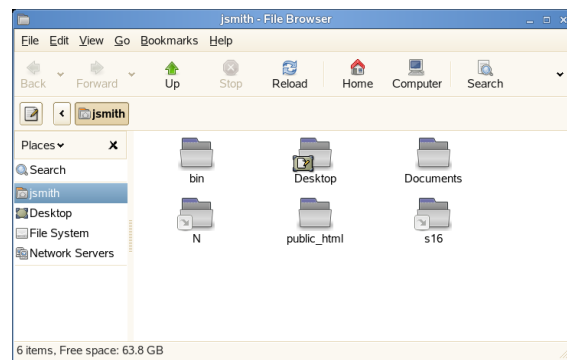 jsmith - File Browser
File Edit View Go Bookmarks Help
Back Forward Up Stop Reload Home Computer Search
jsmith
Places
Search
jsmith
Desktop
File System
Network Servers
bin Desktop Documents
N public_html s16
6 items, Free space: 63.8 GB